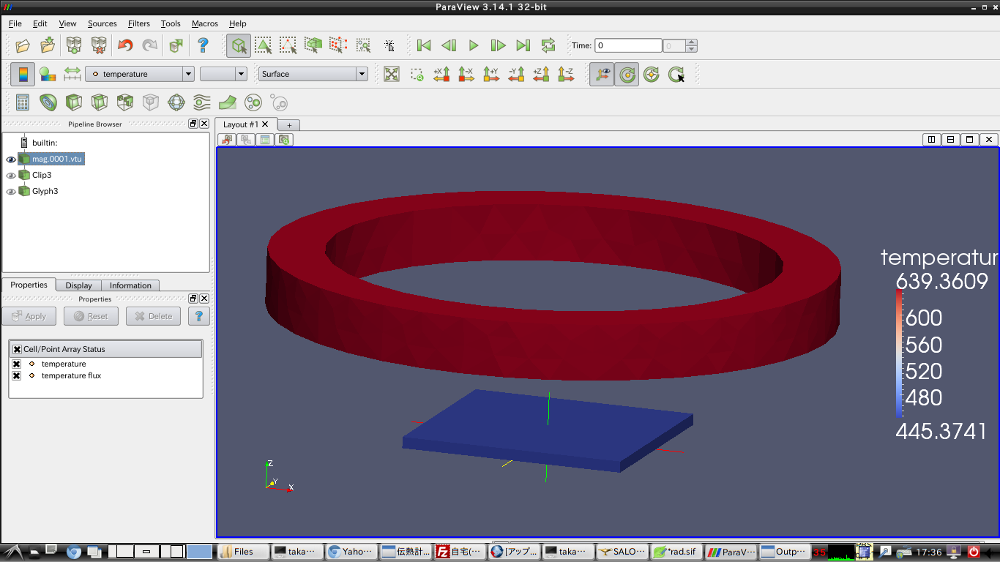 ParaView 3.14.1 32-bit
File Edit View Sources Filters Tools Macros Help
Time: 0 0
temperature Surface
+X -X +Y -Y +Z -Z
Pipeline Browser
builtin:
mag.0001.vtu
Clip3
Glyph3
Properties Display Information
Properties
Apply Reset Delete ?
Cell/Point Array Status
temperature
temperature flux
Layout #1 +
temperatur
639.3609
600
560
520
480
445.3741
Z
Y
X
Files taka… Yaho… 伝熱計… 自宅(… [アップ… taka… SALO… *rad.sif ParaV… Outp… 35 17:36